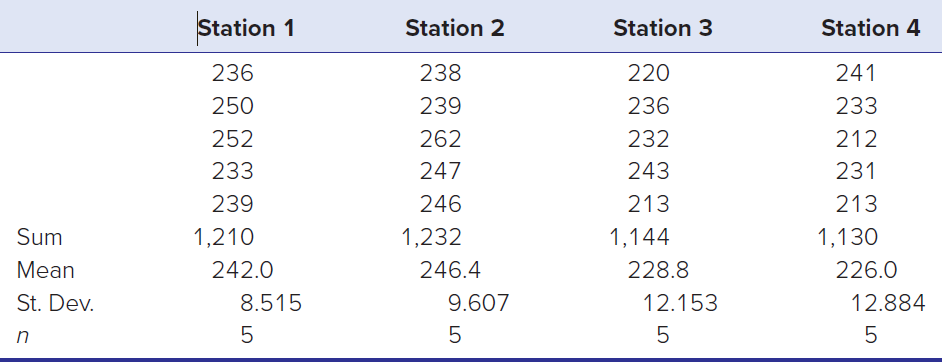 Station 1 Station 2 Station 3 Station 4
236 238 220 241
250 239 236 233
252 262 232 212
233 247 243 231
239 246 213 213
Sum 1,210 1,232 1,144 1,130
Mean 242.0 246.4 228.8 226.0
St. Dev. 8.515 9.607 12.153 12.884
n 5 5 5 5